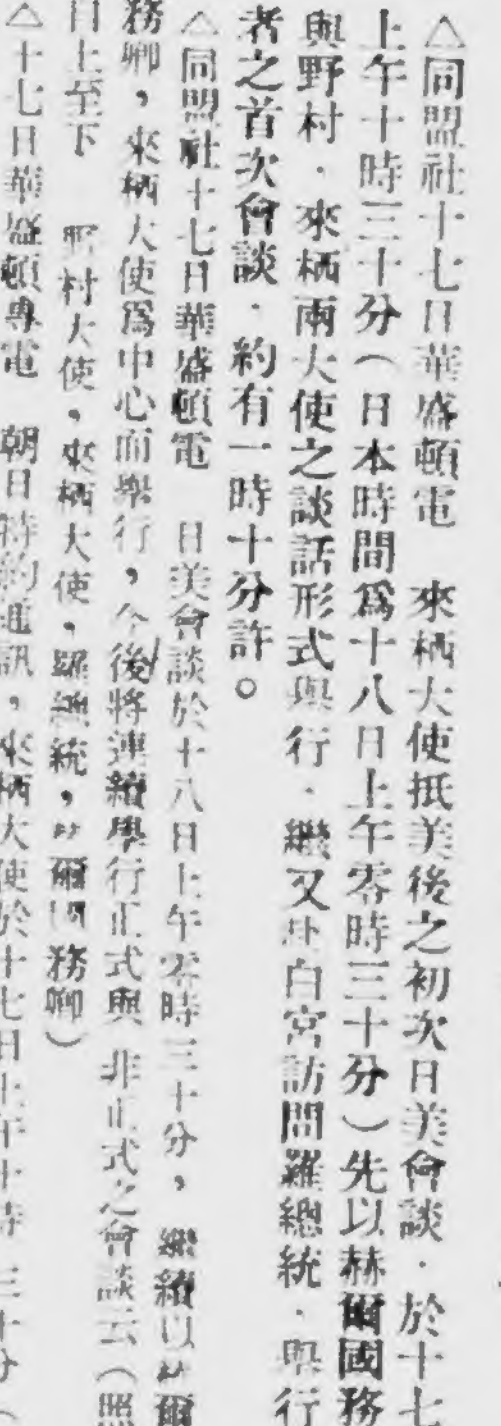 △同盟社十七日華盛頓電　來栖大使抵美後之初次日美會談．於十七
上午十時三十分（日本時間爲十八日上午零時三十分）先以赫爾國務
與野村．來栖兩大使之談話形式舉行．繼又赴白宮訪問羅總統．舉行
者之首次會談．約有一時十分許。
△同盟社十七日華盛頓電　日美會談於十八日上午零時三十分，繼續以赫爾
務卿，來栖大使爲中心而舉行，今後將連續舉行正式與非正式之會談云（照
自上至下　野村大使，來栖大使，羅總統，赫爾國務卿）
△十七日華盛頓專電　朝日特約通訊，來栖大使於十七日上午十時三十分（